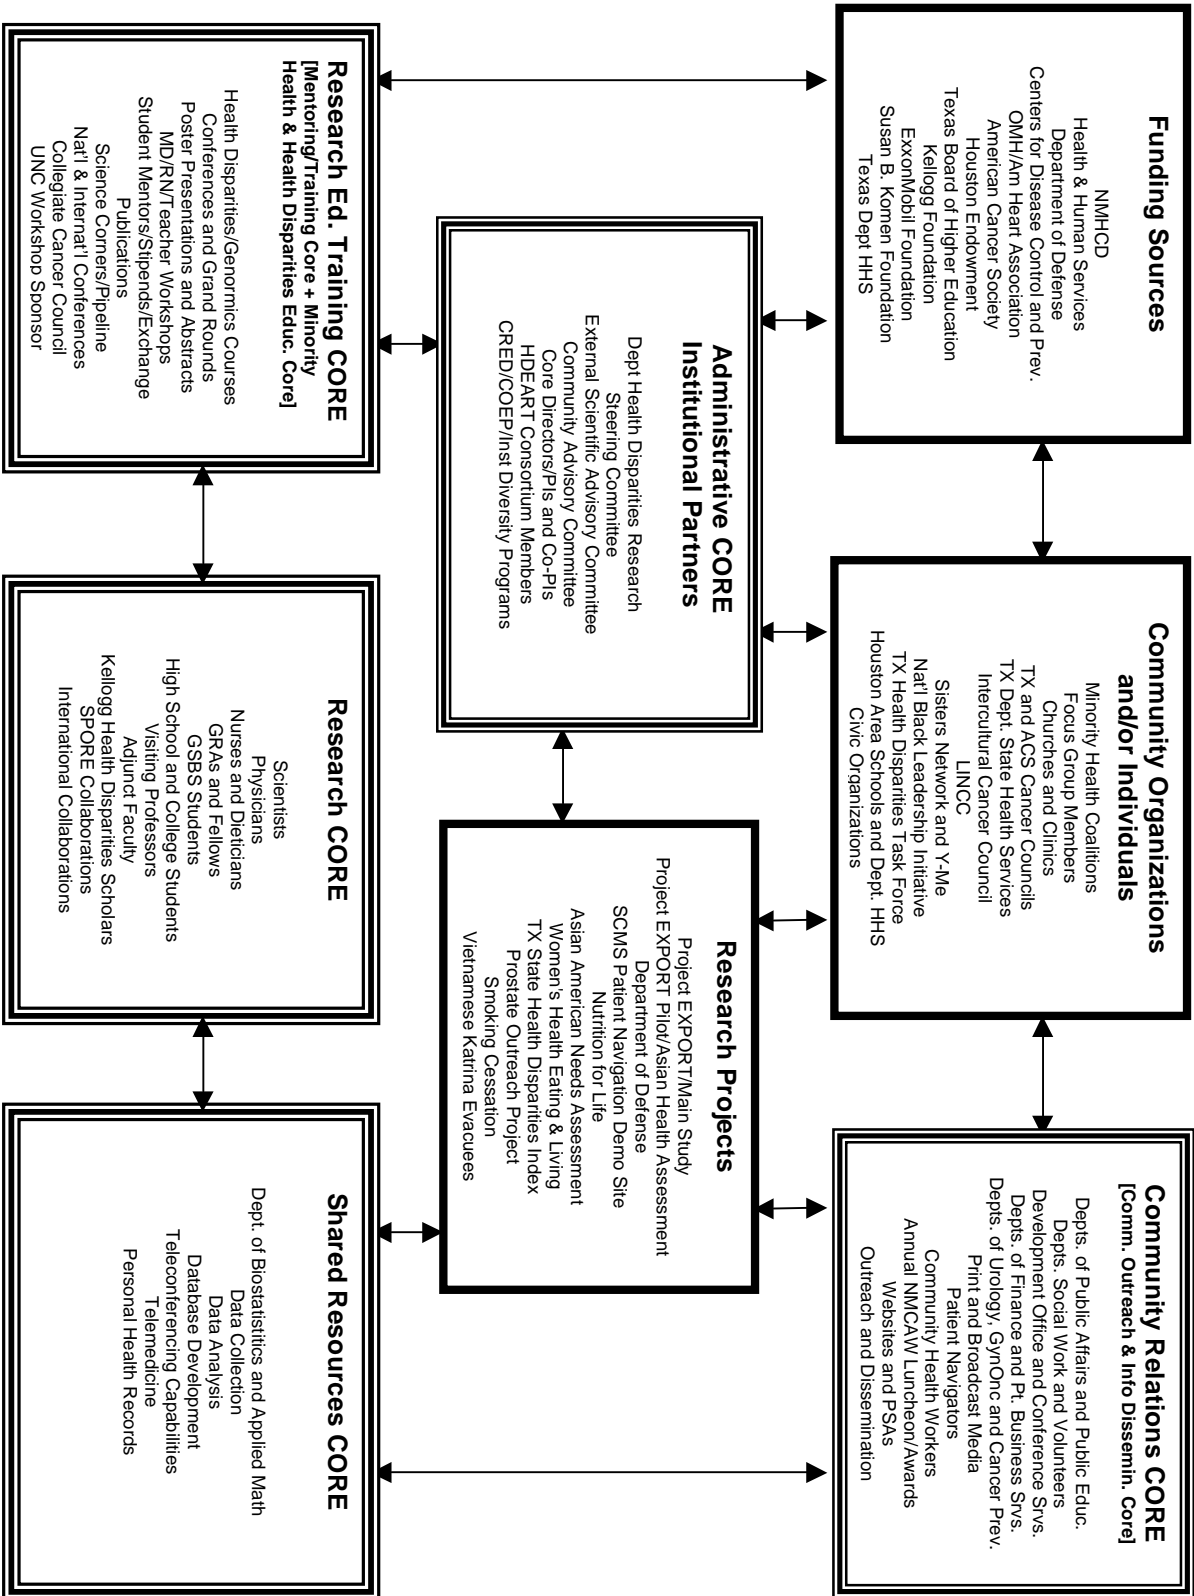 Funding Sources
NMHCD
Health & Human Services
Department of Defense
Centers for Disease Control and Prev.
OMH/Am Heart Association
American Cancer Society
Houston Endowment
Texas Board of Higher Education
Kellogg Foundation
ExxonMobil Foundation
Susan B. Komen Foundation
Texas Dept HHS
Community Organizations
and/or Individuals
Minority Health Coalitions
Focus Group Members
Churches and Clinics
TX and ACS Cancer Councils
TX Dept. State Health Services
Intercultural Cancer Council
LINCC
Sisters Network and Y-Me
Nat'l Black Leadership Initiative
TX Health Disparities Task Force
Houston Area Schools and Dept. HHS
Civic Organizations
Community Relations CORE
[Comm. Outreach & Info Dissemin. Core]
Depts. of Public Affairs and Public Educ.
Depts. Social Work and Volunteers
Development Office and Conference Srvs.
Depts. of Finance and Pt. Business Srvs.
Depts. of Urology, GynOnc and Cancer Prev.
Print and Broadcast Media
Patient Navigators
Community Health Workers
Annual NMCAW Luncheon/Awards
Websites and PSAs
Outreach and Dissemination
Administrative CORE
Institutional Partners
Dept Health Disparities Research
Steering Committee
External Scientific Advisory Committee
Community Advisory Committee
Core Directors/PIs and Co-PIs
HDEART Consortium Members
CRED/COEP/Inst Diversity Programs
Research Projects
Project EXPORT/Main Study
Project EXPORT Pilot/Asian Health Assessment
Department of Defense
SCMS Patient Navigation Demo Site
Nutrition for Life
Asian American Needs Assessment
Women's Health Eating & Living
TX State Health Disparities Index
Prostate Outreach Project
Smoking Cessation
Vietnamese Katrina Evacuees
Research Ed. Training CORE
[Mentoring/Training Core + Minority
Health & Health Disparities Educ. Core]
Health Disparities/Genormics Courses
Conferences and Grand Rounds
Poster Presentations and Abstracts
MD/RN/Teacher Workshops
Student Mentors/Stipends/Exchange
Publications
Science Corners/Pipeline
Nat'l & Internat'l Conferences
Collegiate Cancer Council
UNC Workshop Sponsor
Research CORE
Scientists
Physicians
Nurses and Dieticians
GRAs and Fellows
GSBS Students
High School and College Students
Visiting Professors
Adjunct Faculty
Kellogg Health Disparities Scholars
SPORE Collaborations
International Collaborations
Shared Resources CORE
Dept. of Biostatistitics and Applied Math
Data Collection
Data Analysis
Database Development
Teleconferencing Capabilities
Telemedicine
Personal Health Records